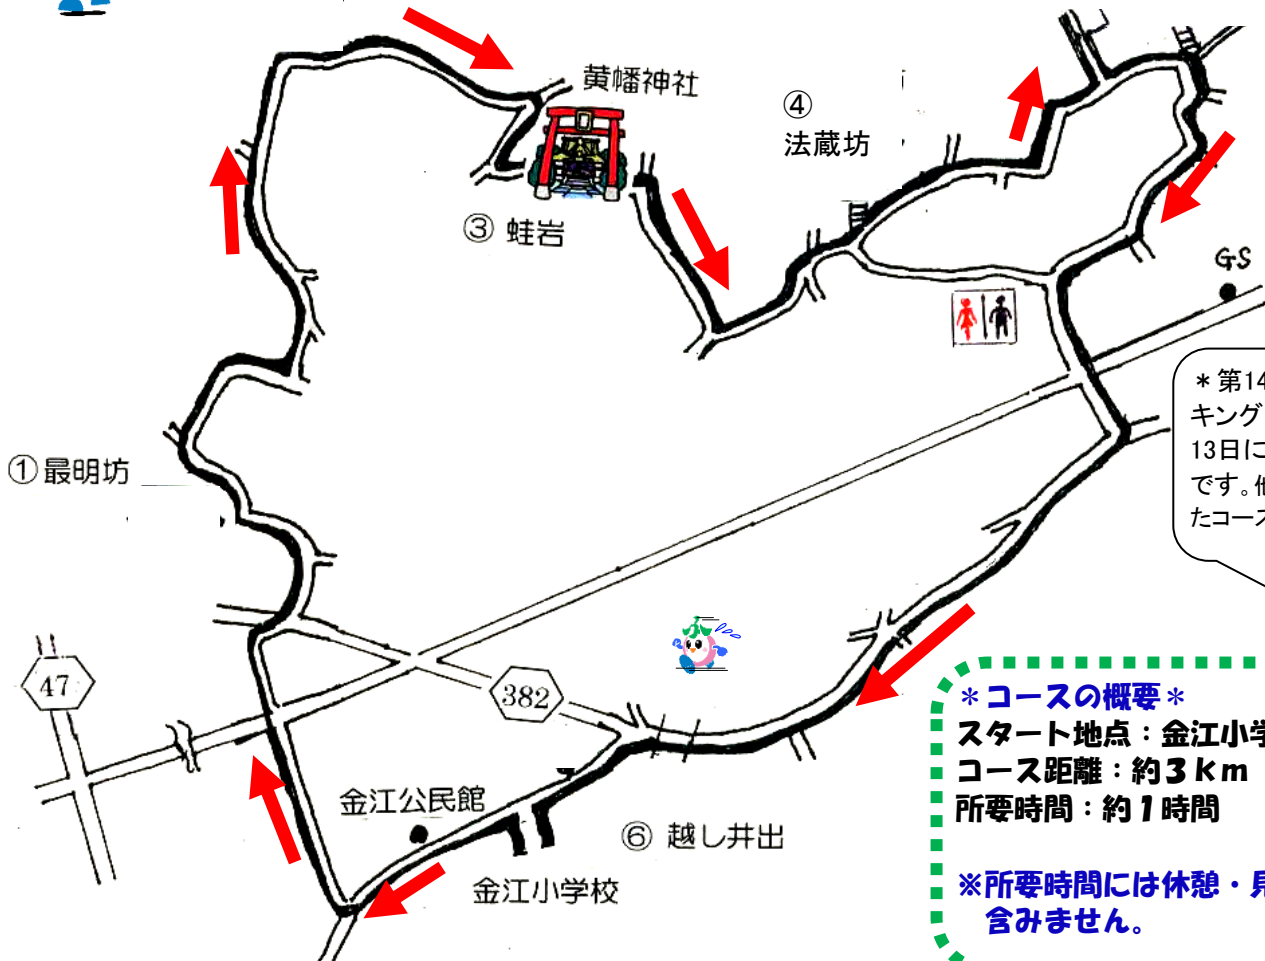 黄幡神社
④
法蔵坊
③ 蛙岩
GS
＊第14
キング
13日に
です。他
たコース
① 最明坊
47
382
＊コースの概要＊
スタート地点：金江小学
コース距離：約３ｋｍ
所要時間：約１時間
※所要時間には休憩・見
含みません。
金江公民館
⑥ 越し井出
金江小学校